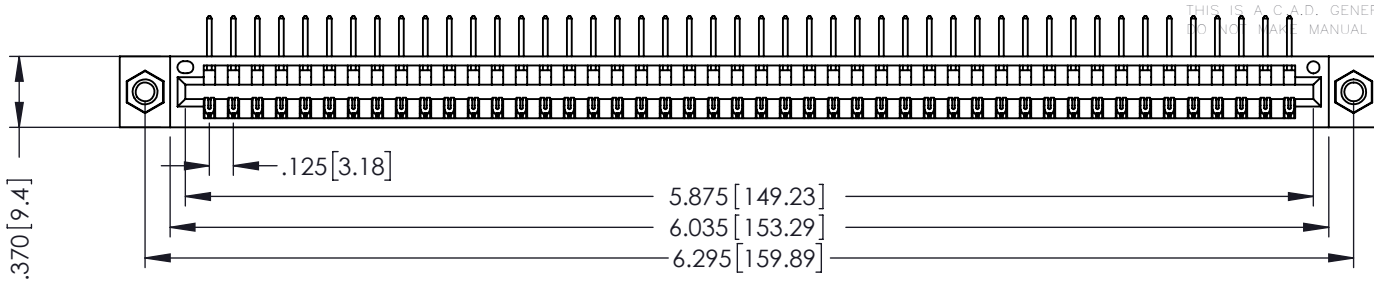 THIS IS A C.A.D. GENER
DO NOT MAKE MANUAL
.125[3.18]
5.875[149.23]
6.035[153.29]
6.295[159.89]
.370[9.4]